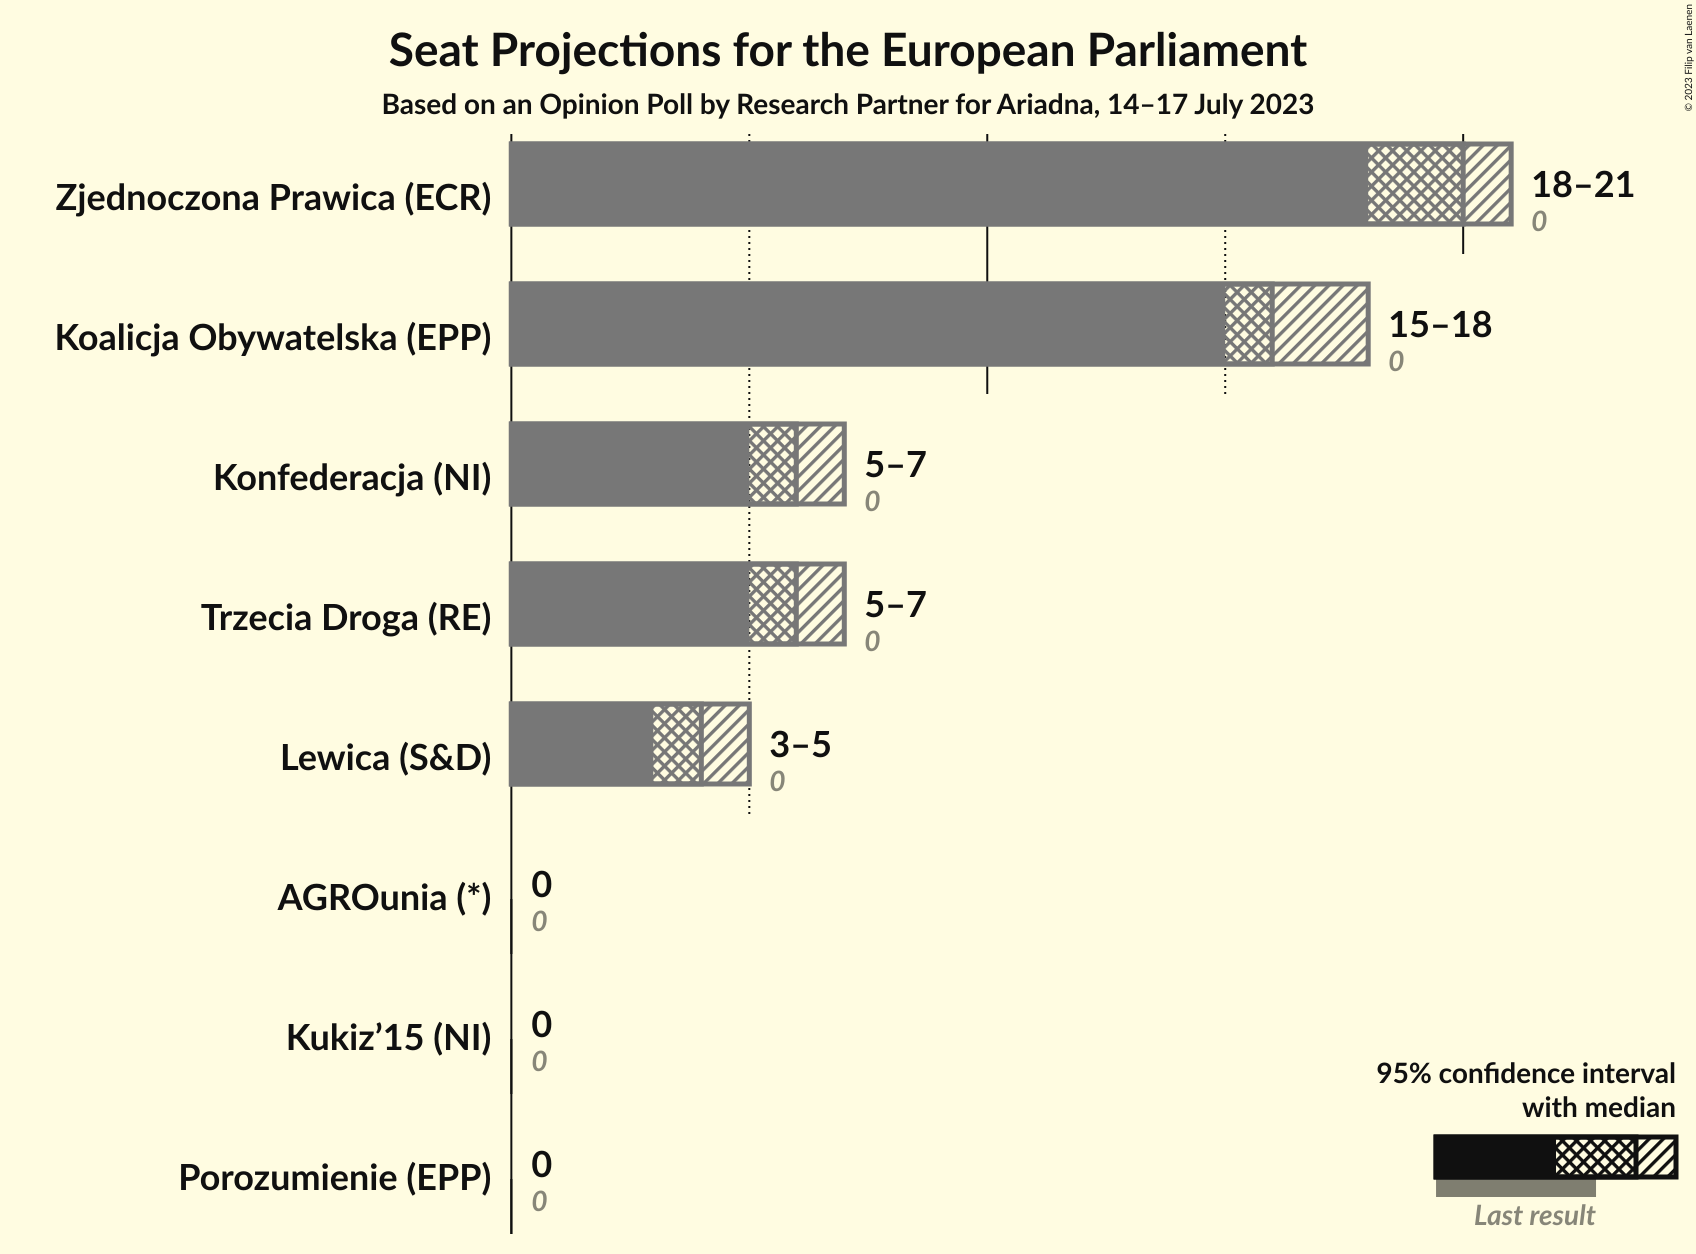 Seat Projections for the European Parliament
Based on an Opinion Poll by Research Partner for Ariadna, 14–17 July 2023
© 2023 Filip van Laenen
Zjednoczona Prawica (ECR)
18–21
0
Koalicja Obywatelska (EPP)
15–18
0
Konfederacja (NI)
5–7
0
Trzecia Droga (RE)
5–7
0
Lewica (S&D)
3–5
0
AGROunia (*)
0
0
Kukiz’15 (NI)
0
0
Porozumienie (EPP)
0
0
95% confidence interval
with median
Last result